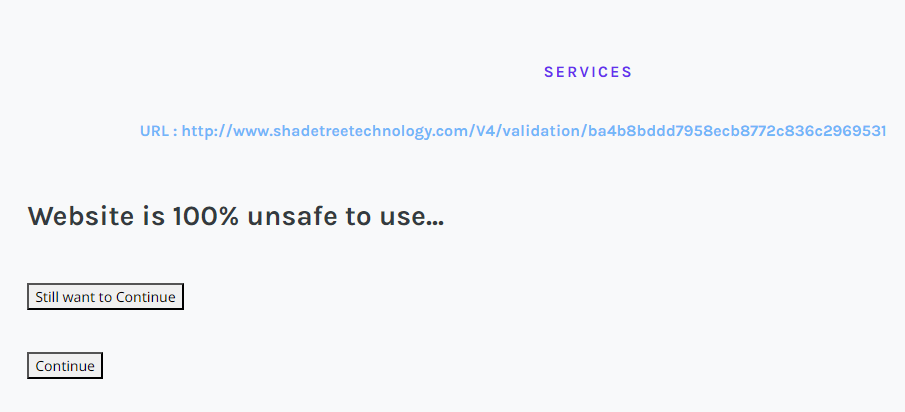 SERVICES
URL : http://www.shadetreetechnology.com/V4/validation/ba4b8bddd7958ecb8772c836c2969531
Website is 100% unsafe to use...
Still want to Continue
Continue